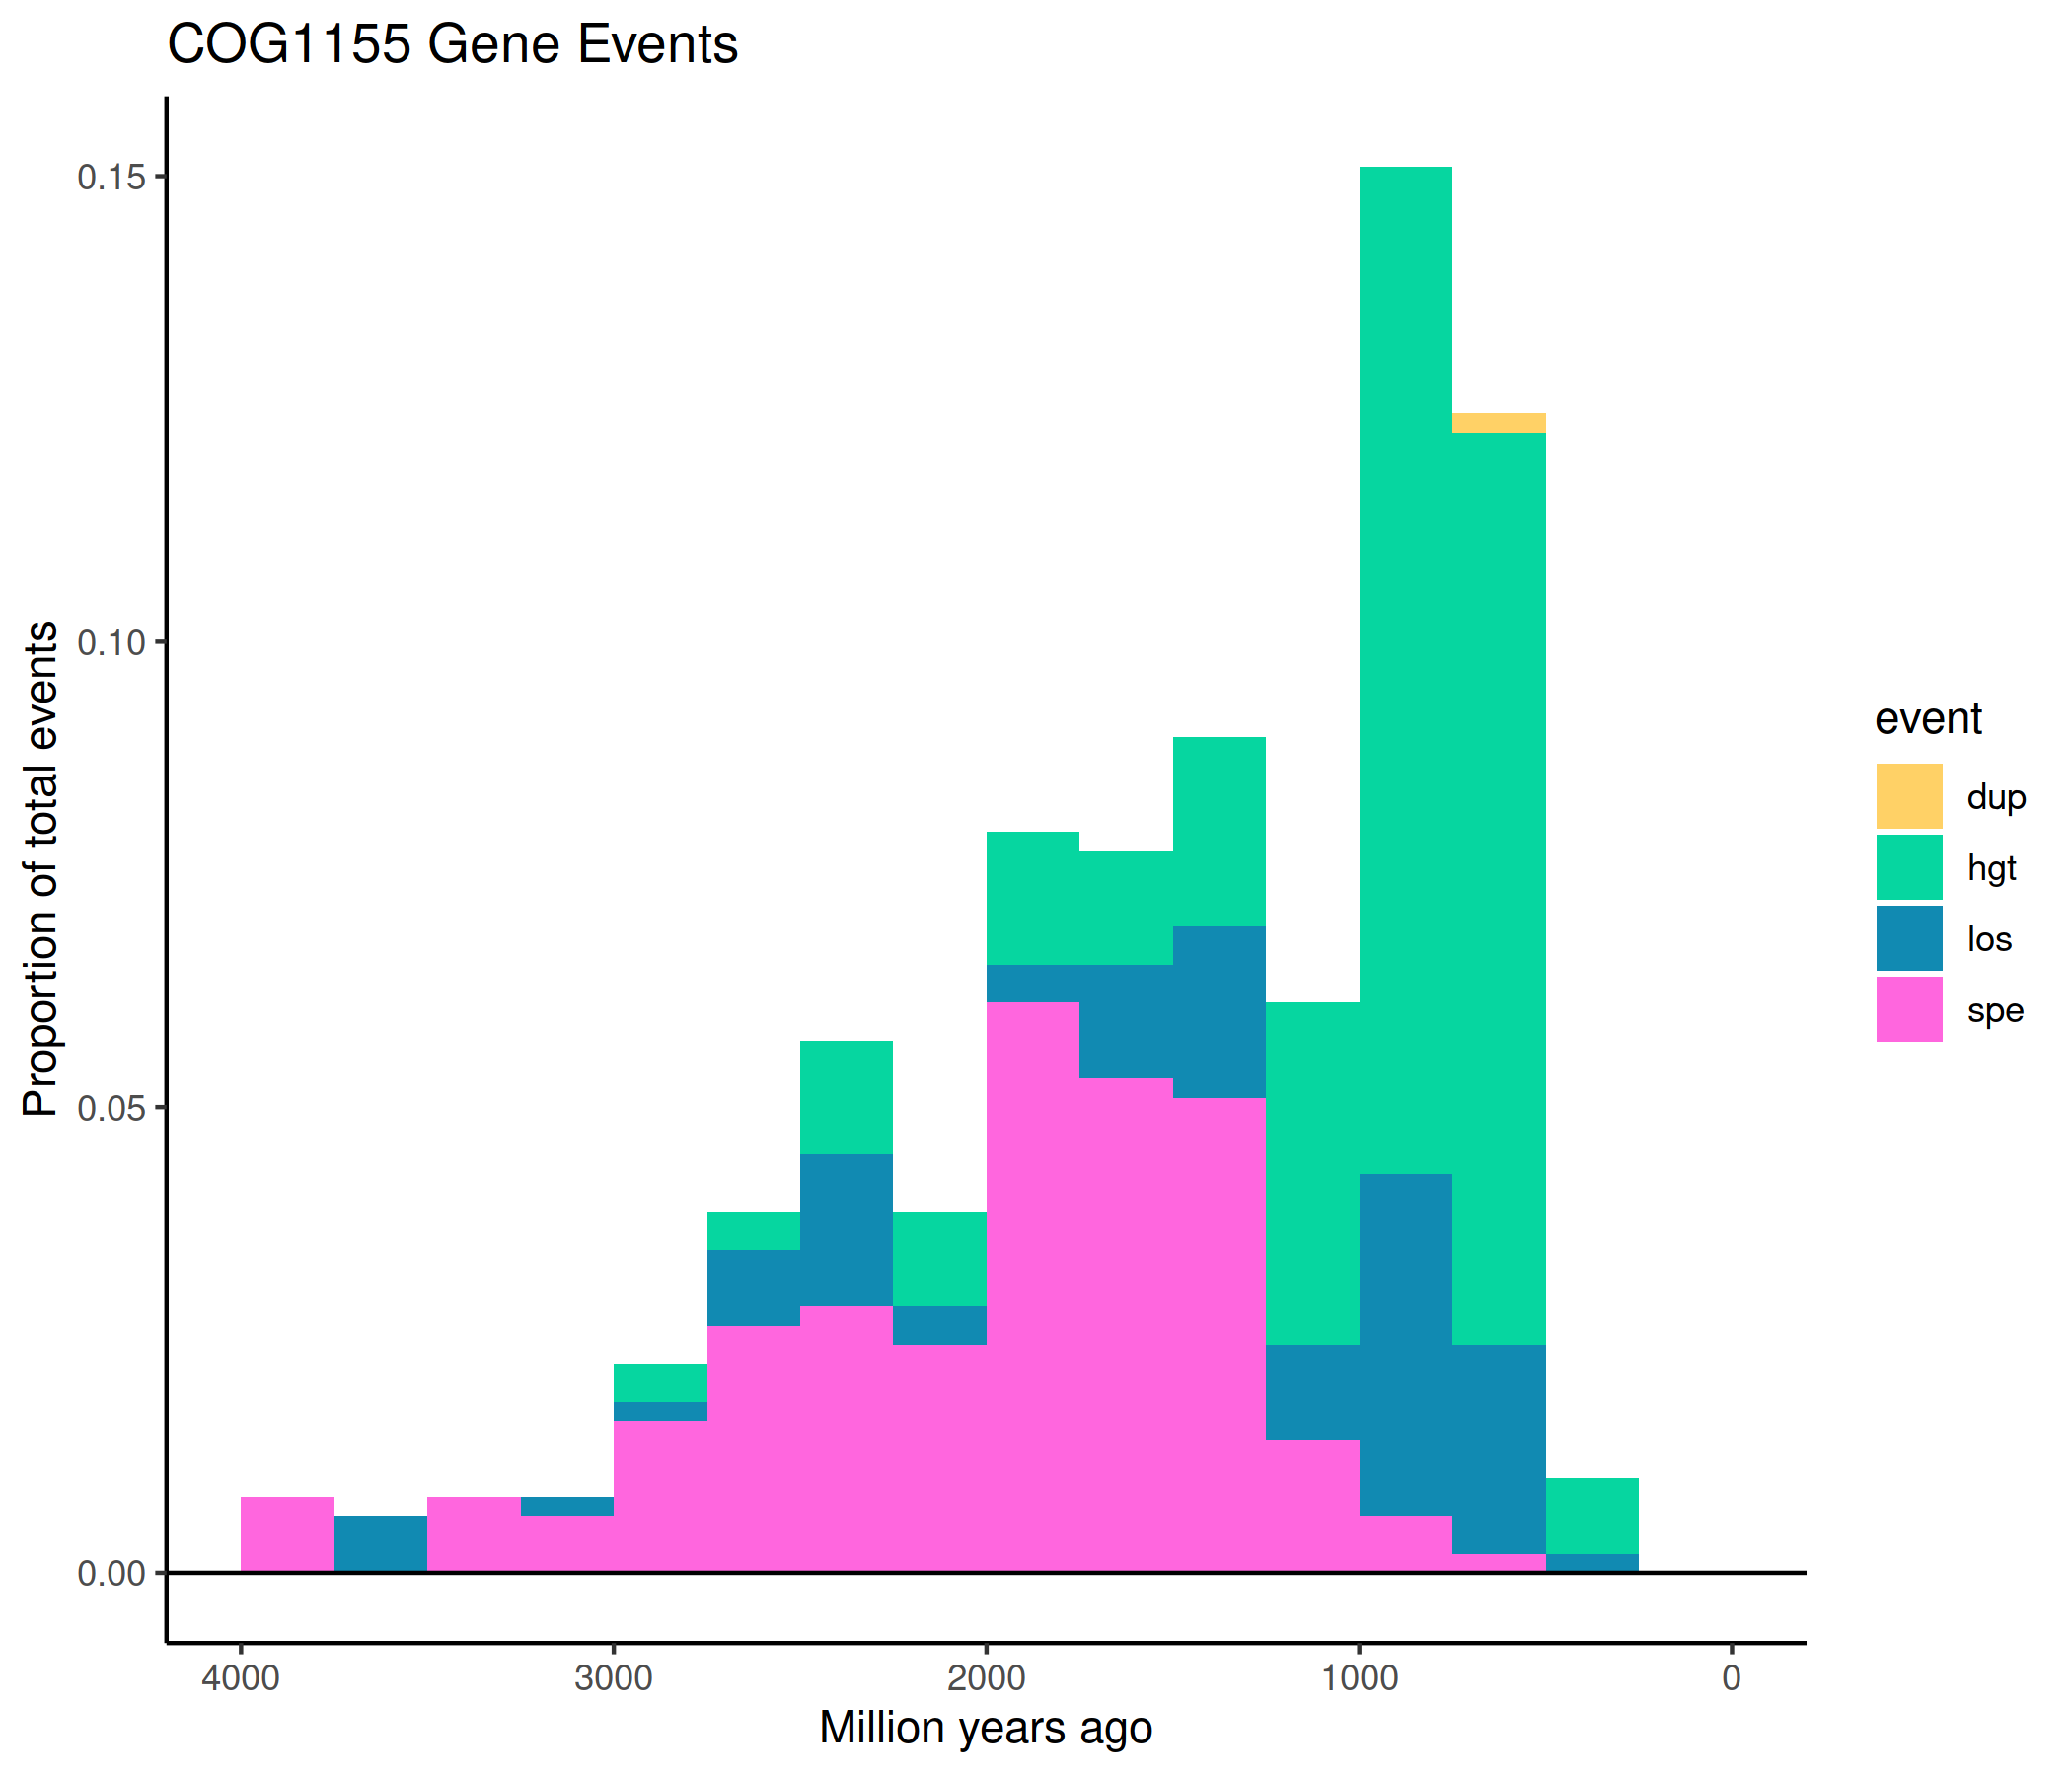 COG1155 Gene Events
Proportion of total events
0.15
0.10
0.05
0.00
4000
3000
2000
1000
0
Million years ago
event
dup
hgt
los
spe